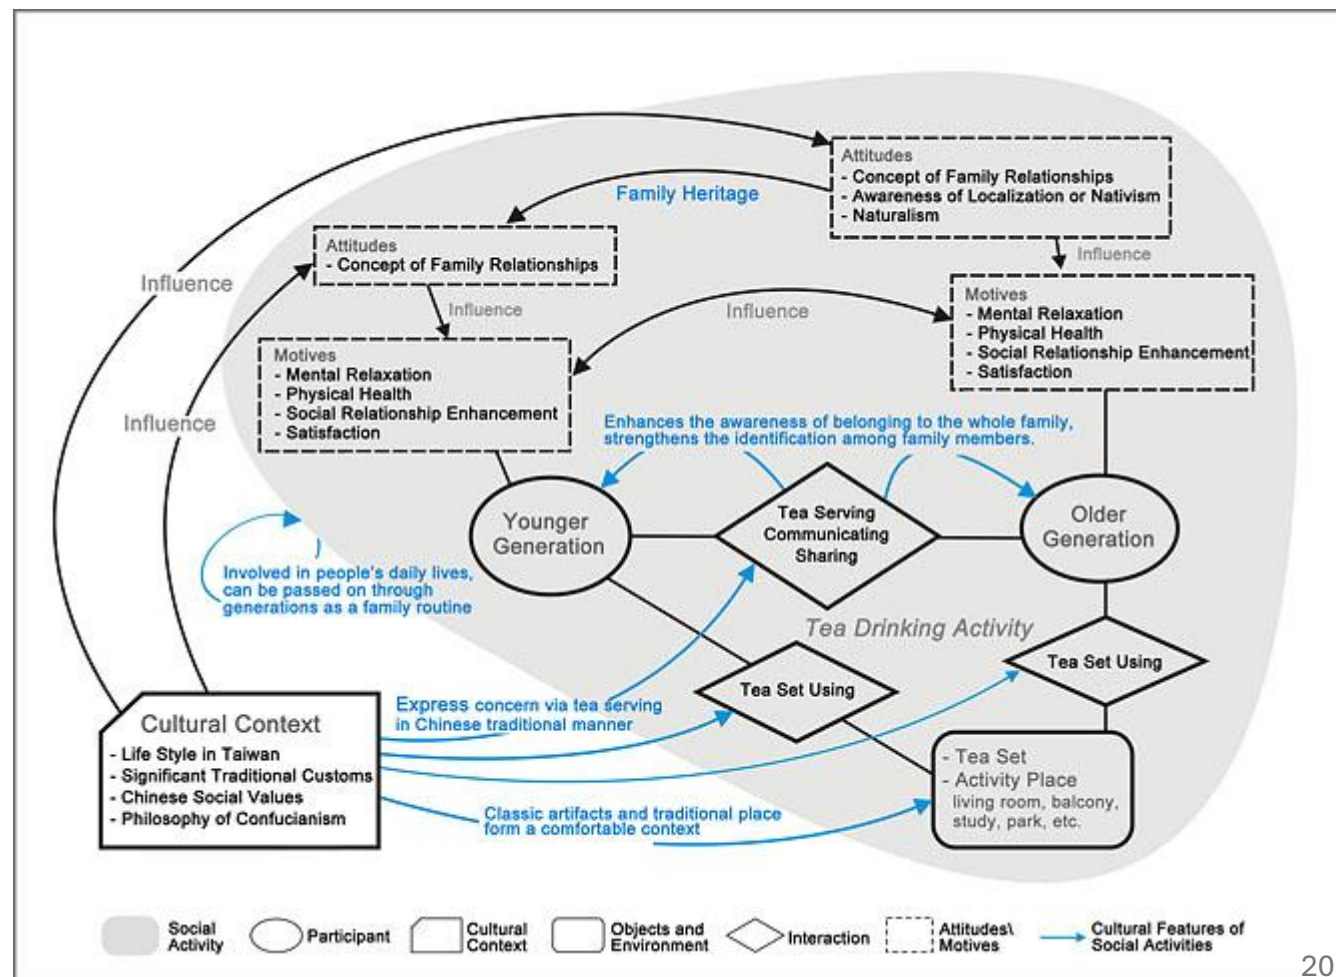 Attitudes
- Concept of Family Relationships
- Awareness of Localization or Nativism
- Naturalism
Family Heritage
Attitudes
- Concept of Family Relationships
Influence
Influence
Influence
Influence
Influence
Motives
- Mental Relaxation
- Physical Health
- Social Relationship Enhancement
- Satisfaction
Motives
- Mental Relaxation
- Physical Health
- Social Relationship Enhancement
- Satisfaction
Enhances the awareness of belonging to the whole family,
strengthens the identification among family members.
Younger
Generation
Tea Serving
Communicating
Sharing
Older
Generation
Involved in people's daily lives,
can be passed on through
generations as a family routine
Tea Drinking Activity
Tea Set Using
Tea Set Using
Express concern via tea serving
in Chinese traditional manner
Cultural Context
- Life Style in Taiwan
- Significant Traditional Customs
- Chinese Social Values
- Philosophy of Confucianism
- Tea Set
- Activity Place
living room, balcony,
study, park, etc.
Classic artifacts and traditional place
form a comfortable context
Social
Activity
Participant
Cultural
Context
Objects and
Environment
Interaction
Attitudes\
Motives
Cultural Features of
Social Activities
20